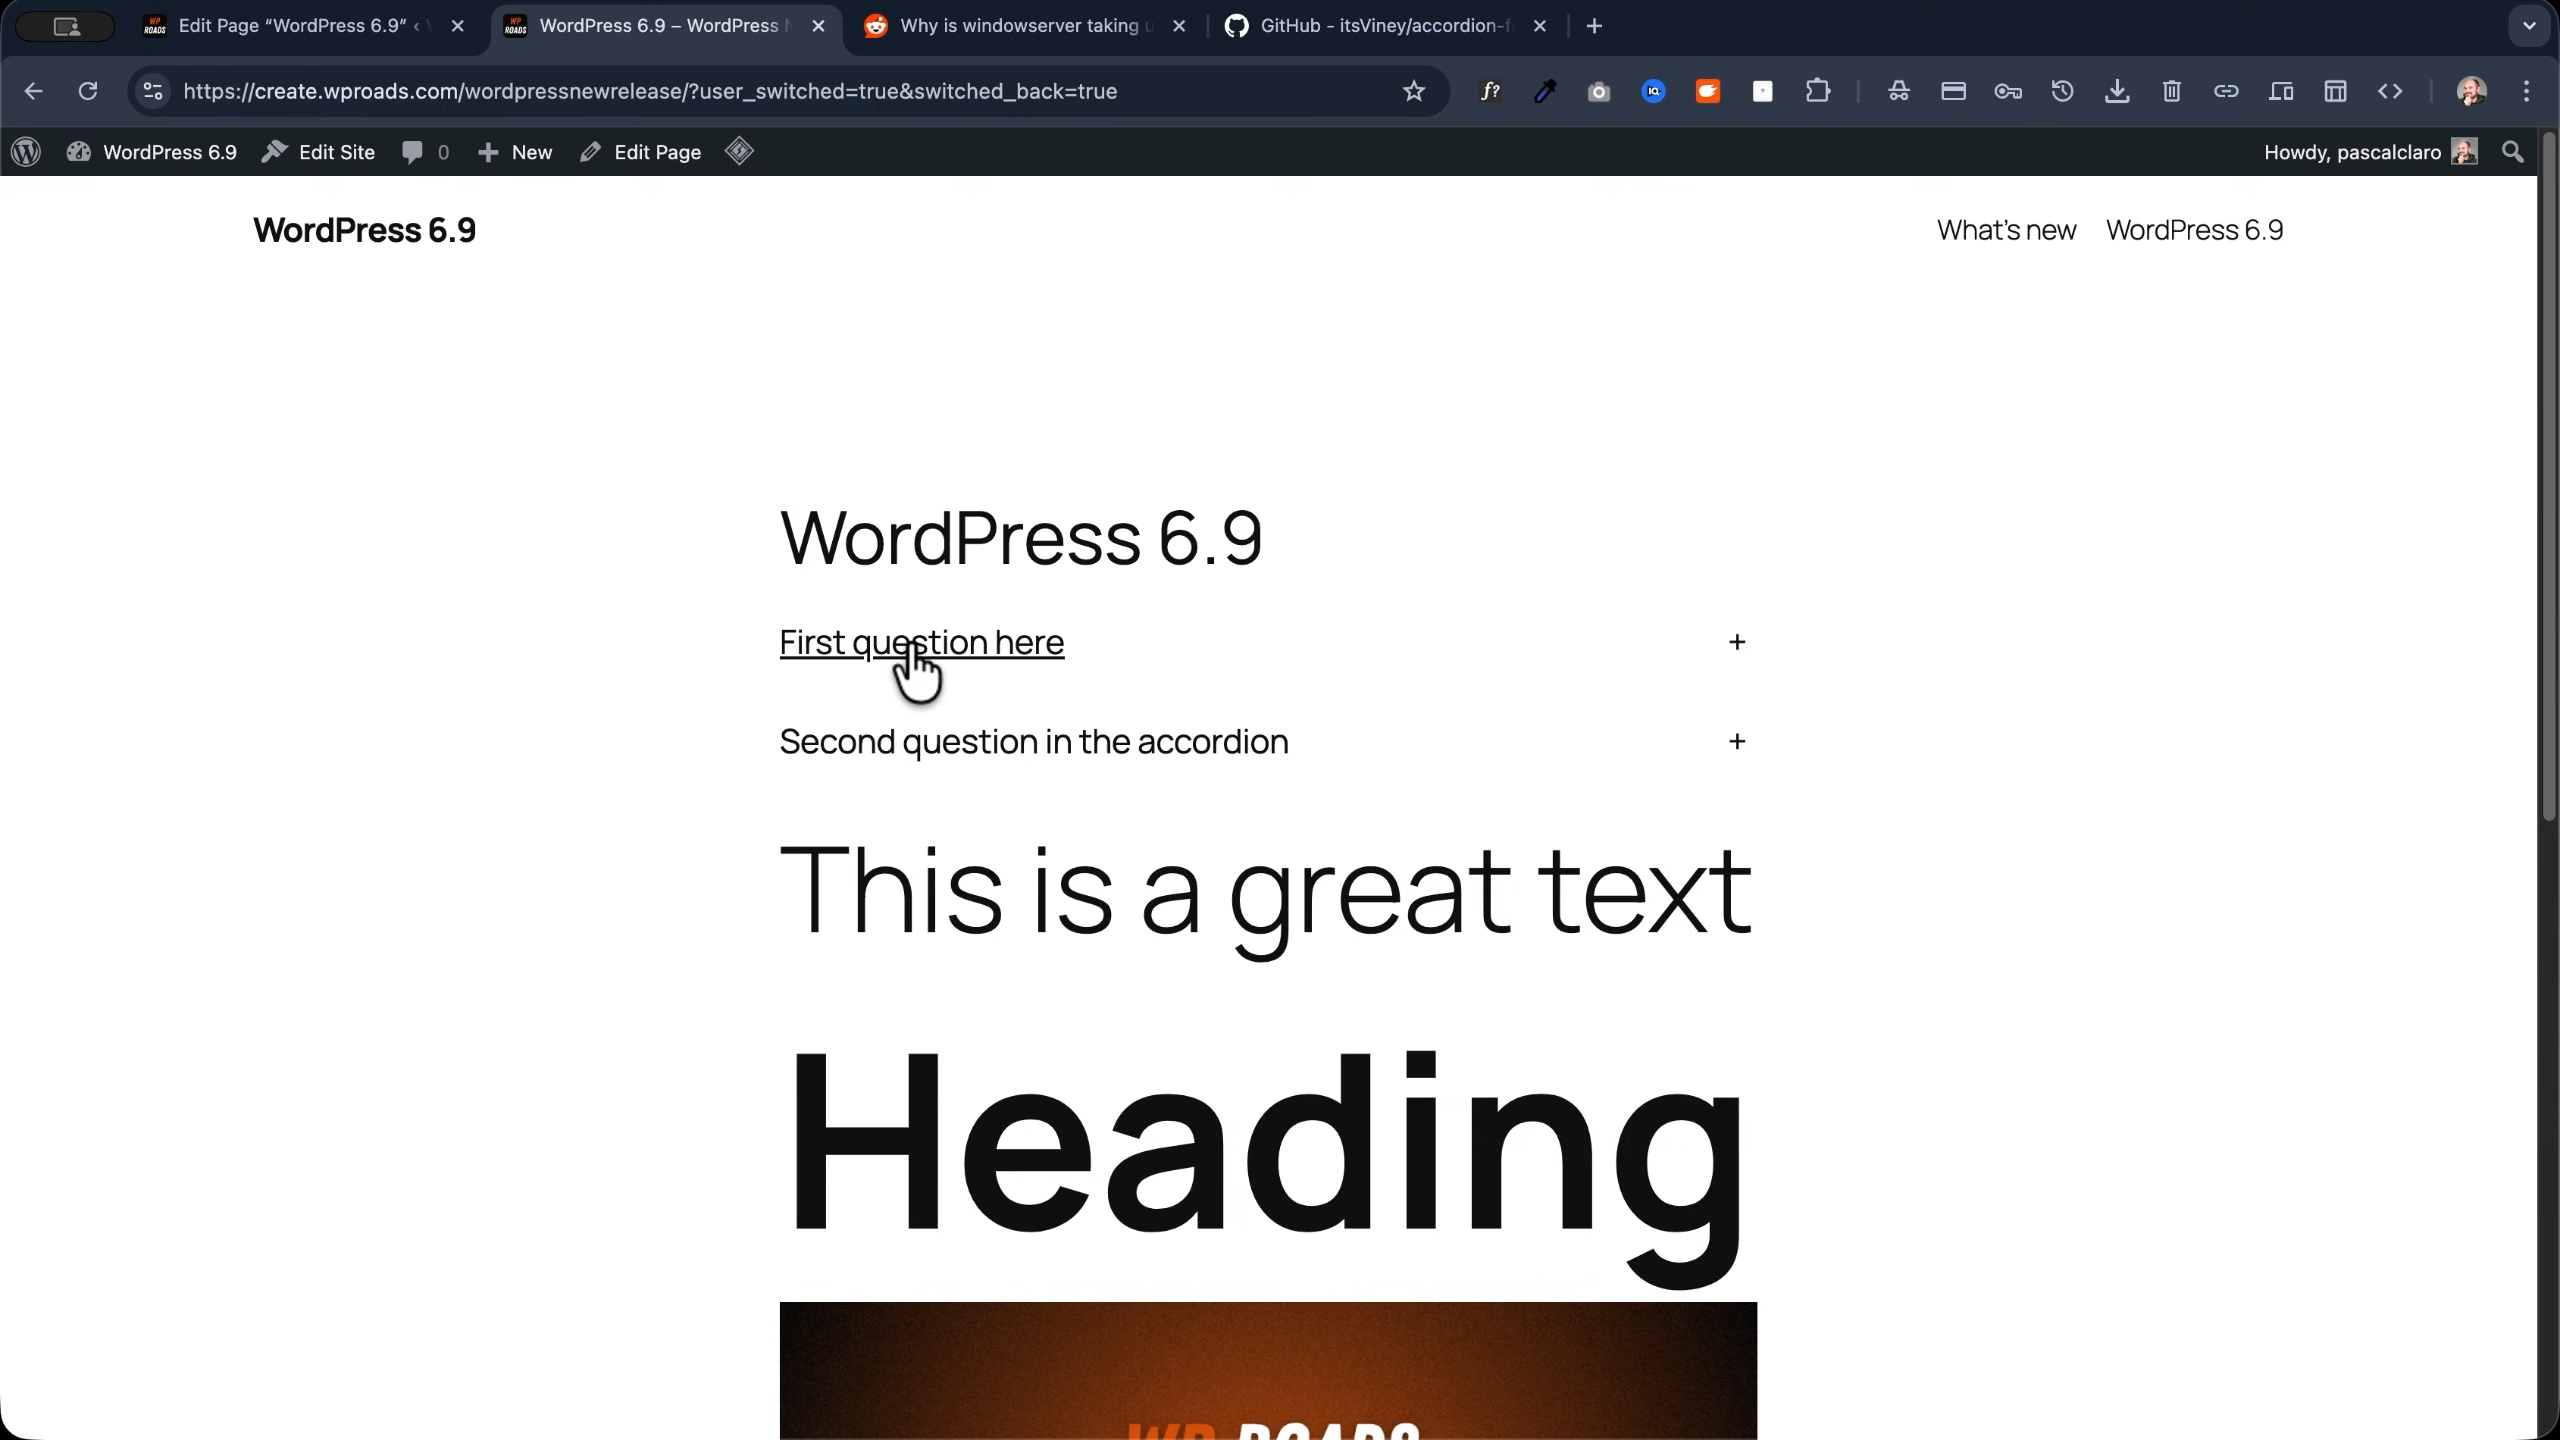 Edit Page “WordPress 6.9” ‹
WordPress 6.9 – WordPress
Why is windowserver taking
GitHub - itsViney/accordion-f
https://create.wproads.com/wordpressnewrelease/?user_switched=true&switched_back=true
f?
IQ
WordPress 6.9
Edit Site
0
New
Edit Page
Howdy, pascalclaro
WordPress 6.9
What’s new
WordPress 6.9
WordPress 6.9
First question here
+
Second question in the accordion
+
This is a great text
Heading
WP ROADS